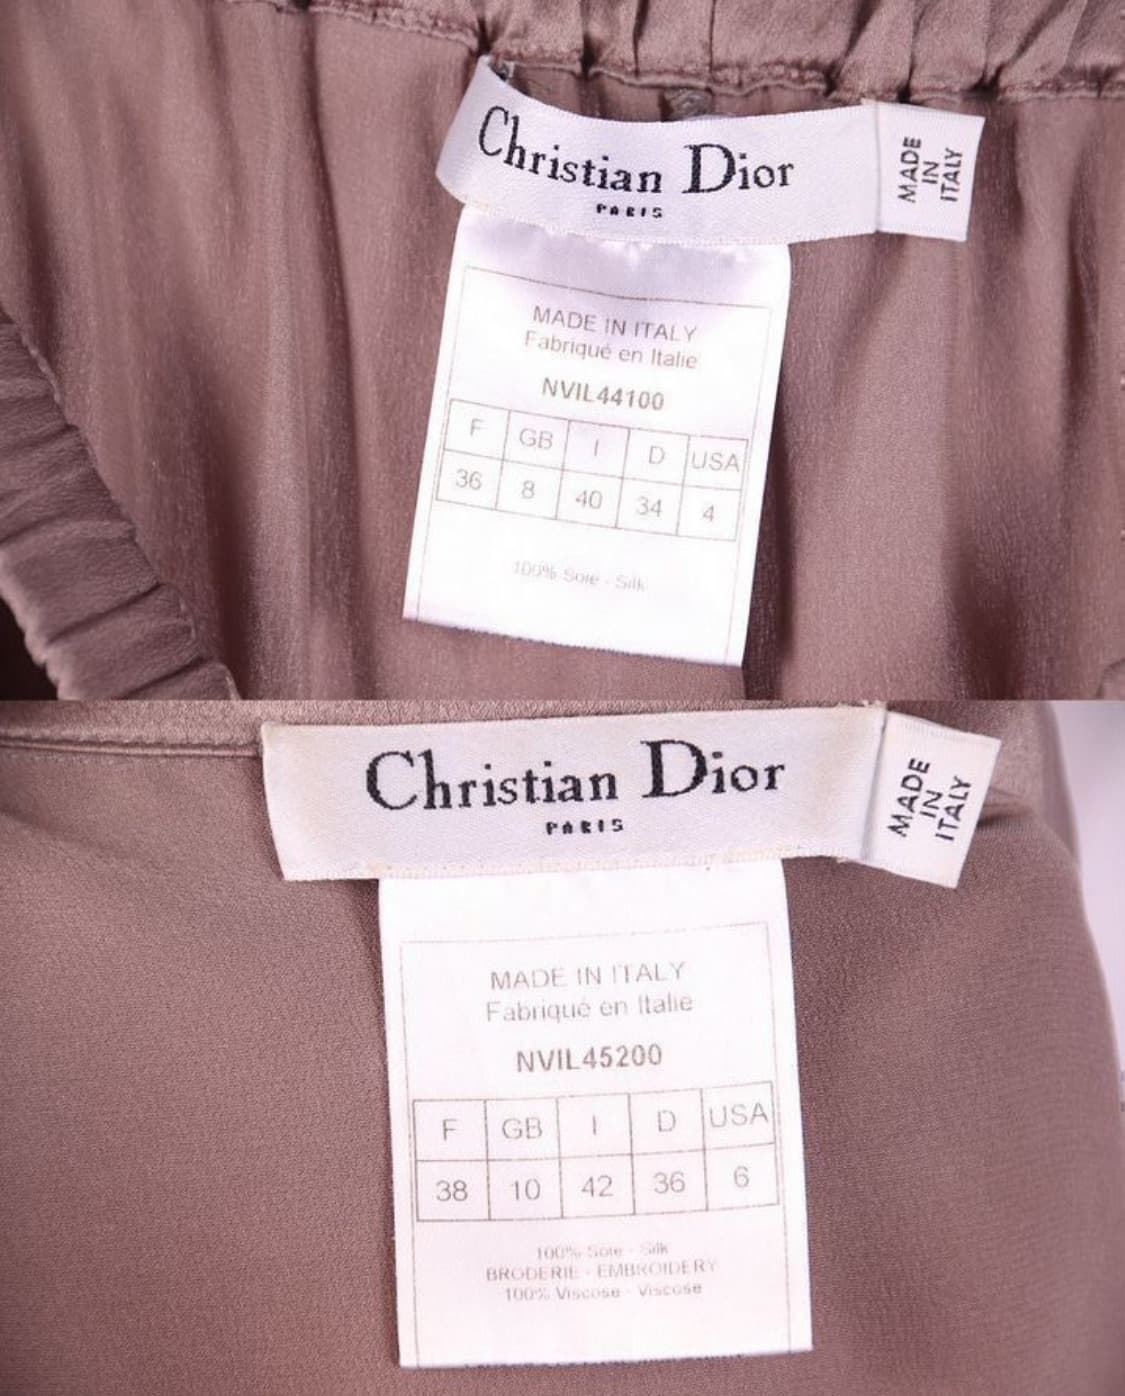 Christian Dior
PARIS
MADE
IN
ITALY
MADE IN ITALY
Fabriqué en Italie
NVIL44100
F GB I D USA
36 8 40 34 4
100% Soie - Silk
Christian Dior
PARIS
MADE
IN
ITALY
MADE IN ITALY
Fabriqué en Italie
NVIL45200
F GB I D USA
38 10 42 36 6
100% Soie - Silk
BRODERIE - EMBROIDERY
100% Viscose - Viscose